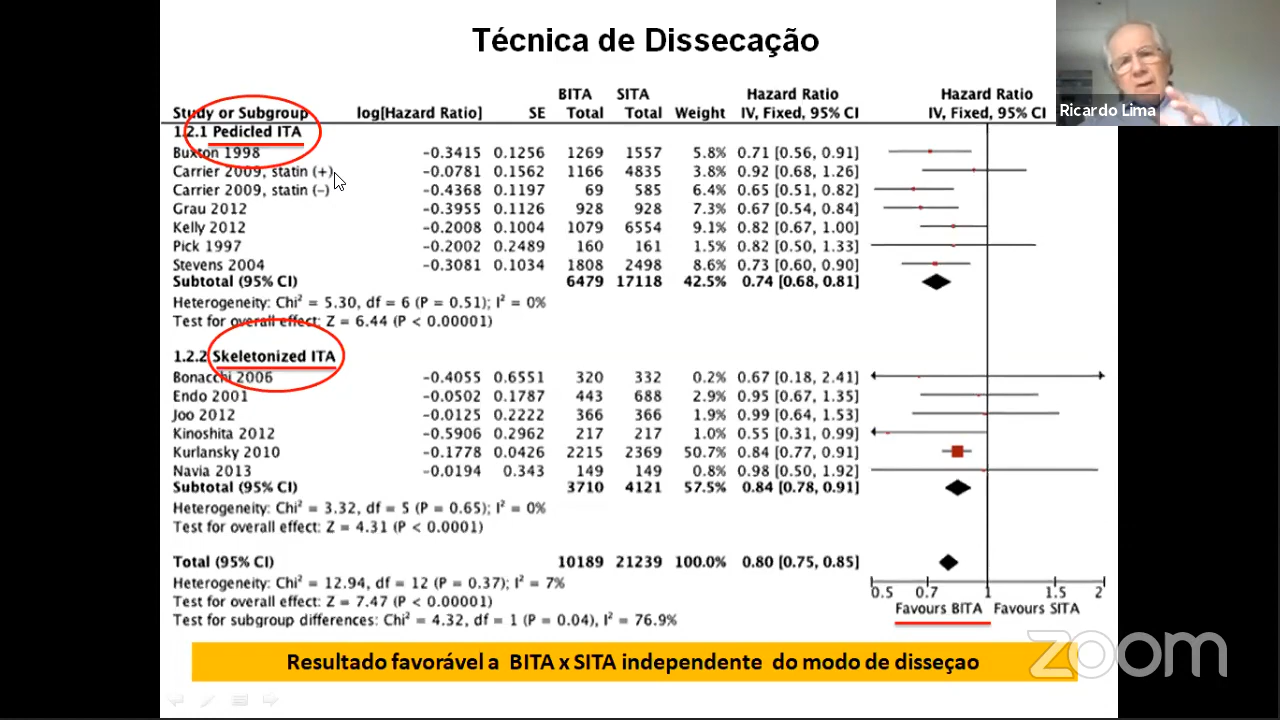 Técnica de Dissecação
Ricardo Lima
BITA SITA Hazard Ratio Hazard Ratio
Study or Subgroup log[Hazard Ratio] SE Total Total Weight IV, Fixed, 95% CI IV, Fixed, 95% CI
1.2.1 Pedicled ITA
Buxton 1998 −0.3415 0.1256 1269 1557 5.8% 0.71 [0.56, 0.91]
Carrier 2009, statin (+) −0.0781 0.1562 1166 4835 3.8% 0.92 [0.68, 1.26]
Carrier 2009, statin (−) −0.4368 0.1197 69 585 6.4% 0.65 [0.51, 0.82]
Grau 2012 −0.3955 0.1126 928 928 7.3% 0.67 [0.54, 0.84]
Kelly 2012 −0.2008 0.1004 1079 6554 9.1% 0.82 [0.67, 1.00]
Pick 1997 −0.2002 0.2489 160 161 1.5% 0.82 [0.50, 1.33]
Stevens 2004 −0.3081 0.1034 1808 2498 8.6% 0.73 [0.60, 0.90]
Subtotal (95% CI) 6479 17118 42.5% 0.74 [0.68, 0.81]
Heterogeneity: Chi² = 5.30, df = 6 (P = 0.51); I² = 0%
Test for overall effect: Z = 6.44 (P < 0.00001)
1.2.2 Skeletonized ITA
Bonacchi 2006 −0.4055 0.6551 320 332 0.2% 0.67 [0.18, 2.41]
Endo 2001 −0.0502 0.1787 443 688 2.9% 0.95 [0.67, 1.35]
Joo 2012 −0.0125 0.2222 366 366 1.9% 0.99 [0.64, 1.53]
Kinoshita 2012 −0.5906 0.2962 217 217 1.0% 0.55 [0.31, 0.99]
Kurlansky 2010 −0.1778 0.0426 2215 2369 50.7% 0.84 [0.77, 0.91]
Navia 2013 −0.0194 0.343 149 149 0.8% 0.98 [0.50, 1.92]
Subtotal (95% CI) 3710 4121 57.5% 0.84 [0.78, 0.91]
Heterogeneity: Chi² = 3.32, df = 5 (P = 0.65); I² = 0%
Test for overall effect: Z = 4.31 (P < 0.0001)
Total (95% CI) 10189 21239 100.0% 0.80 [0.75, 0.85]
Heterogeneity: Chi² = 12.94, df = 12 (P = 0.37); I² = 7%
Test for overall effect: Z = 7.47 (P < 0.00001)
Test for subgroup differences: Chi² = 4.32, df = 1 (P = 0.04), I² = 76.9%
0.5 0.7 1 1.5 2
Favours BITA Favours SITA
Resultado favorável a BITA x SITA independente do modo de disseçao
zoom